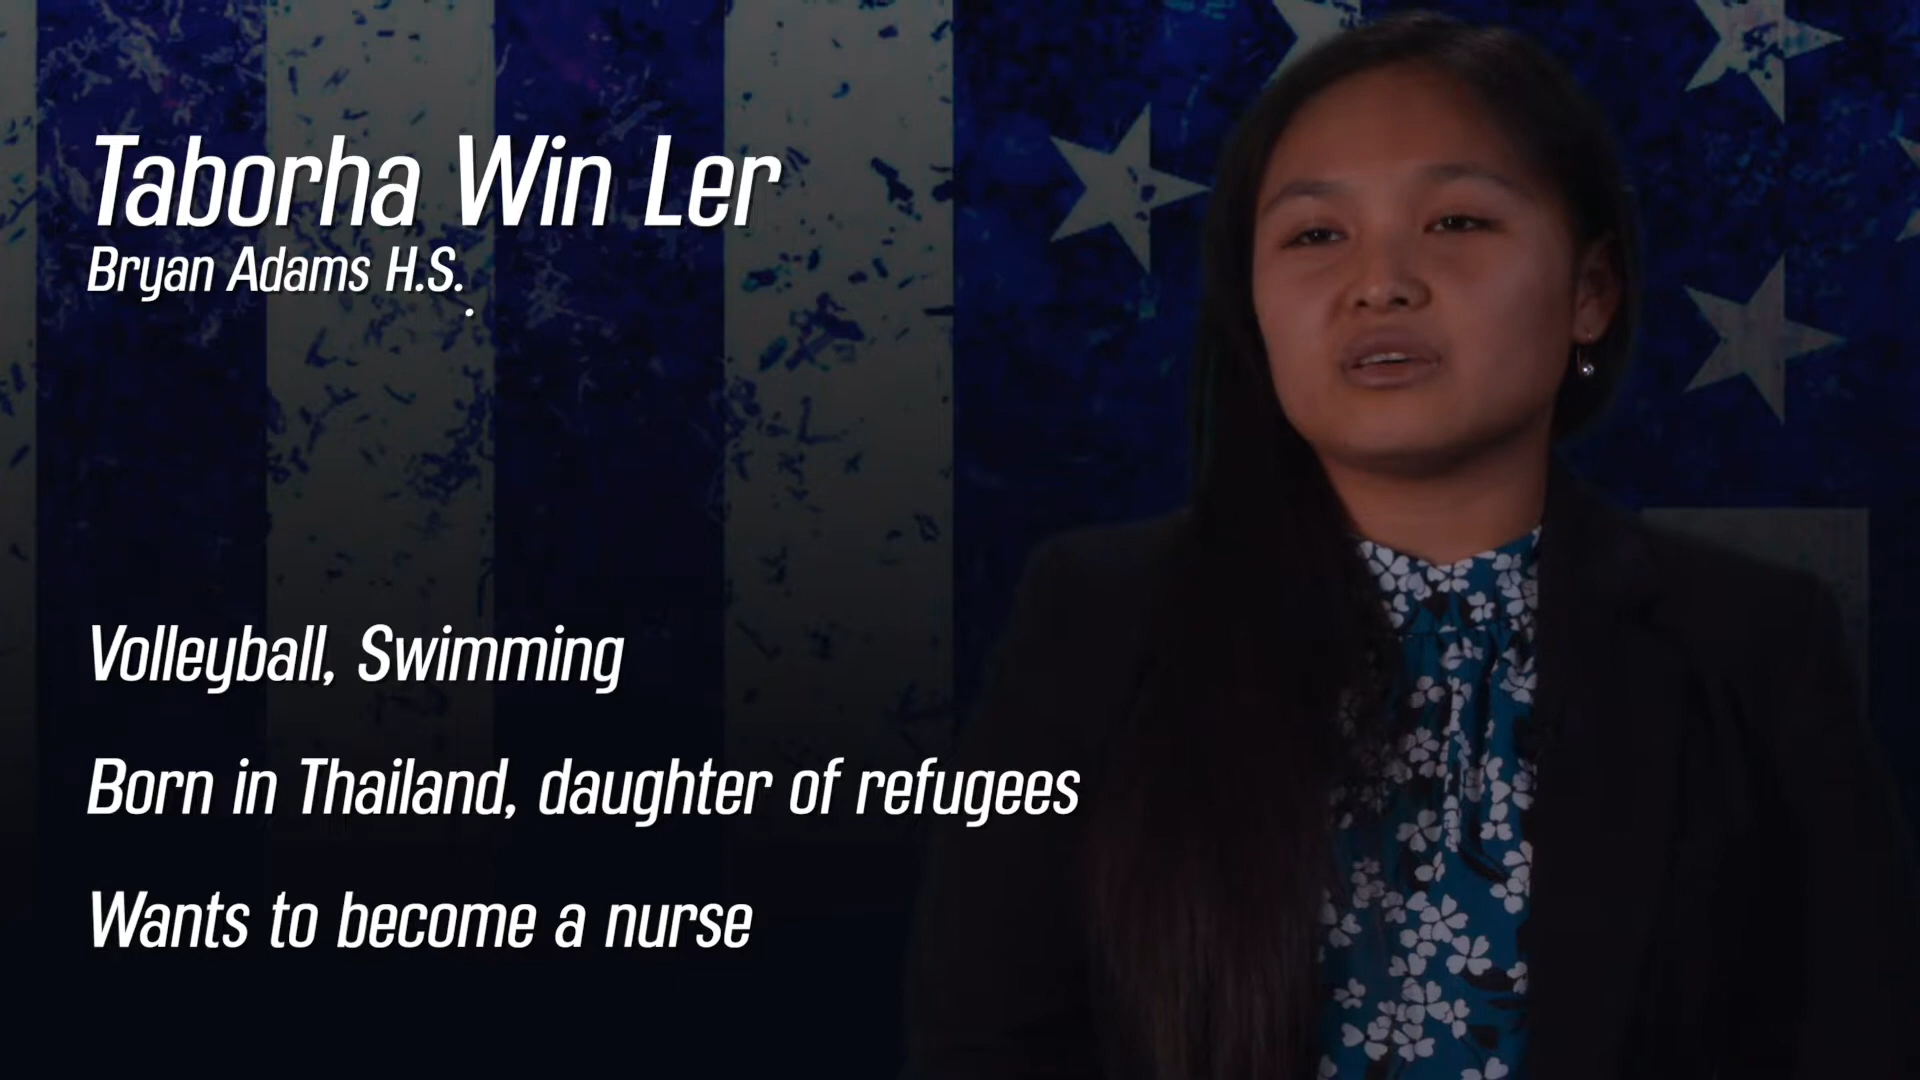 Taborha Win Ler
Bryan Adams H.S.
Volleyball, Swimming
Born in Thailand, daughter of refugees
Wants to become a nurse